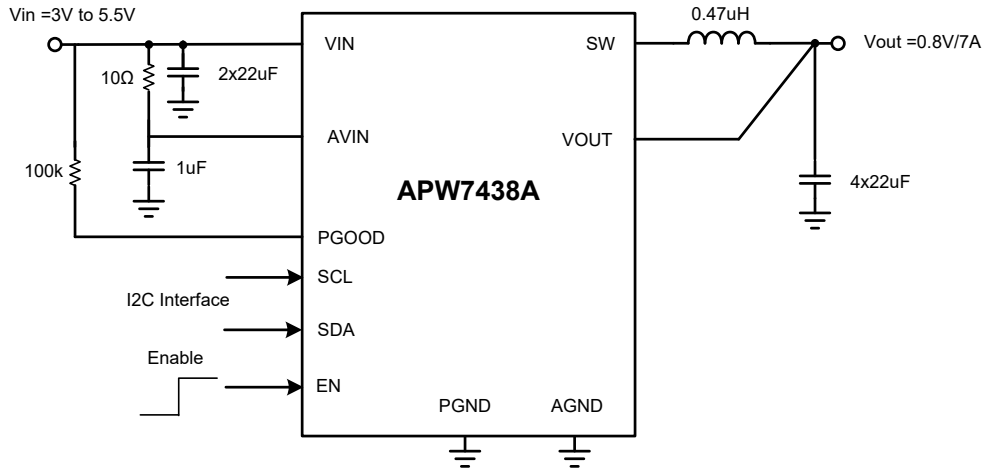 Vin =3V to 5.5V
VIN
SW
0.47uH
Vout =0.8V/7A
10Ω
2x22uF
AVIN
VOUT
100k
1uF
APW7438A
4x22uF
PGOOD
SCL
I2C Interface
SDA
Enable
EN
PGND
AGND